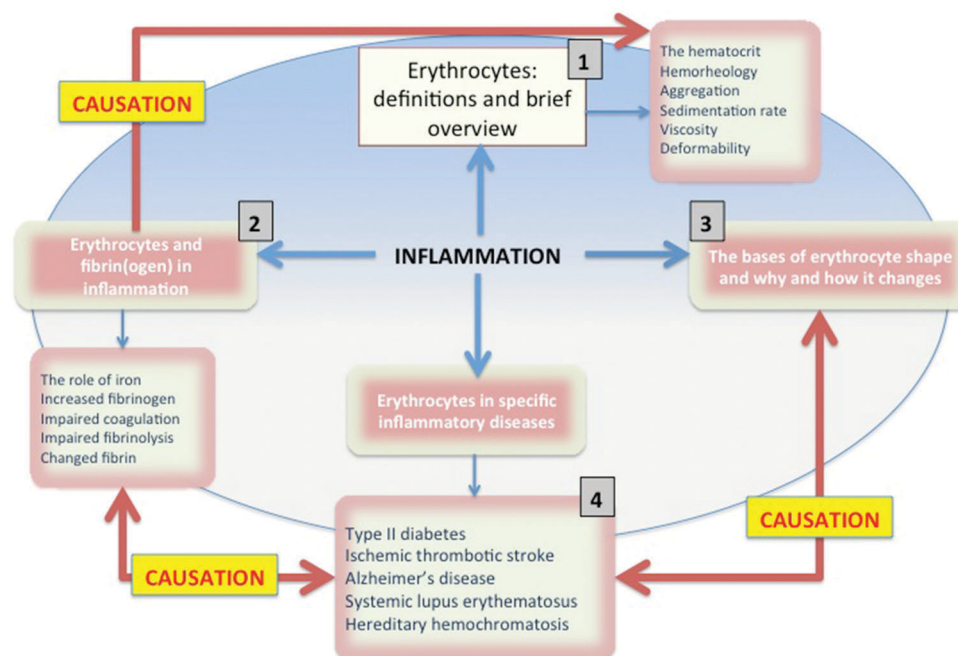 1
Erythrocytes:
definitions and brief
overview
The hematocrit
Hemorheology
Aggregation
Sedimentation rate
Viscosity
Deformability
CAUSATION
2
Erythrocytes and
fibrin(ogen) in
inflammation
INFLAMMATION
3
The bases of erythrocyte shape
and why and how it changes
The role of iron
Increased fibrinogen
Impaired coagulation
Impaired fibrinolysis
Changed fibrin
Erythrocytes in specific
inflammatory diseases
4
Type II diabetes
Ischemic thrombotic stroke
Alzheimer's disease
Systemic lupus erythematosus
Hereditary hemochromatosis
CAUSATION
CAUSATION